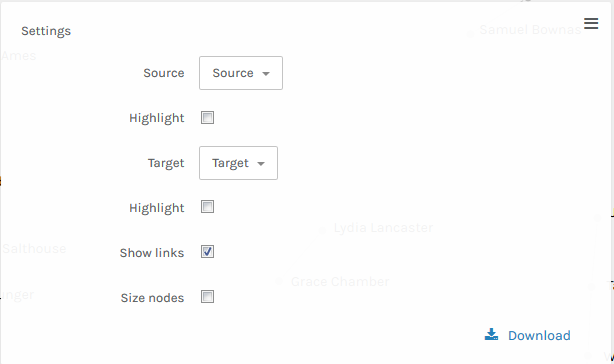 Settings
Samuel Bownas
Ames
Source Source
Highlight
Target Target
Highlight
Lydia Lancaster
Salthouse
Show links
Grace Chamber
anger
Size nodes
Download